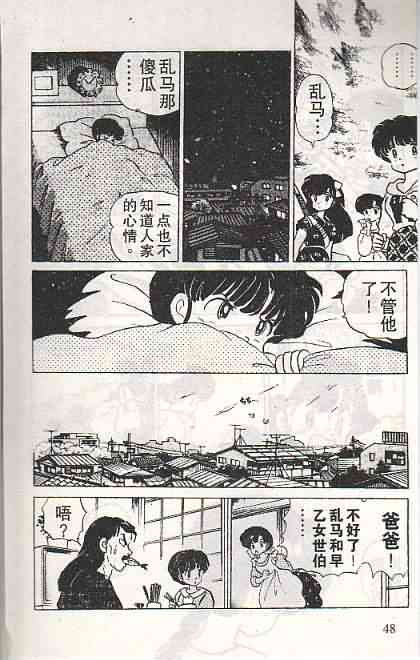 ……
乱马
……
乱马那
傻瓜
……
一点也不
知道人家
的心情。
不管他
了！
爸爸！
不好了！
乱马和早
乙女世伯
……
唔？
48